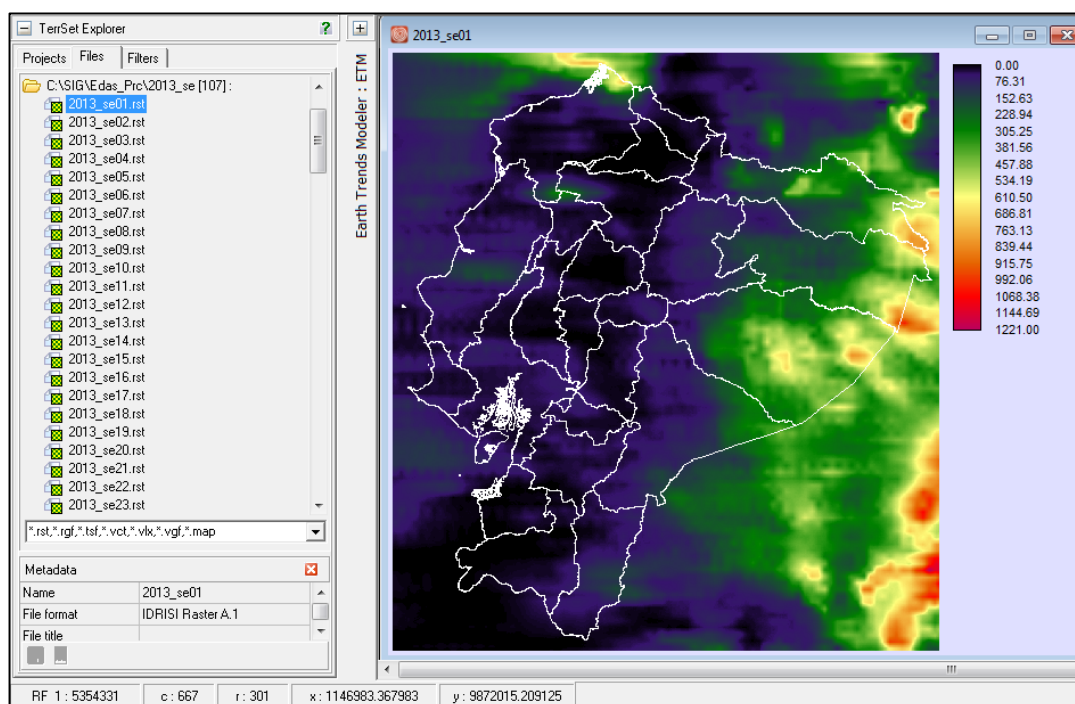 TerrSet Explorer
?
Projects
Files
Filters
C:\SIG\Edas_Prc\2013_se [107] :
2013_se01.rst
2013_se02.rst
2013_se03.rst
2013_se04.rst
2013_se05.rst
2013_se06.rst
2013_se07.rst
2013_se08.rst
2013_se09.rst
2013_se10.rst
2013_se11.rst
2013_se12.rst
2013_se13.rst
2013_se14.rst
2013_se15.rst
2013_se16.rst
2013_se17.rst
2013_se18.rst
2013_se19.rst
2013_se20.rst
2013_se21.rst
2013_se22.rst
2013_se23.rst
*.rst,*.rgf,*.tsf,*.vct,*.vlx,*.vgf,*.map
Metadata
Name 2013_se01
File format IDRISI Raster A.1
File title
Earth Trends Modeler : ETM
2013_se01
0.00
76.31
152.63
228.94
305.25
381.56
457.88
534.19
610.50
686.81
763.13
839.44
915.75
992.06
1068.38
1144.69
1221.00
RF 1 : 5354331 c : 667 r : 301 x : 1146983.367983 y : 9872015.209125